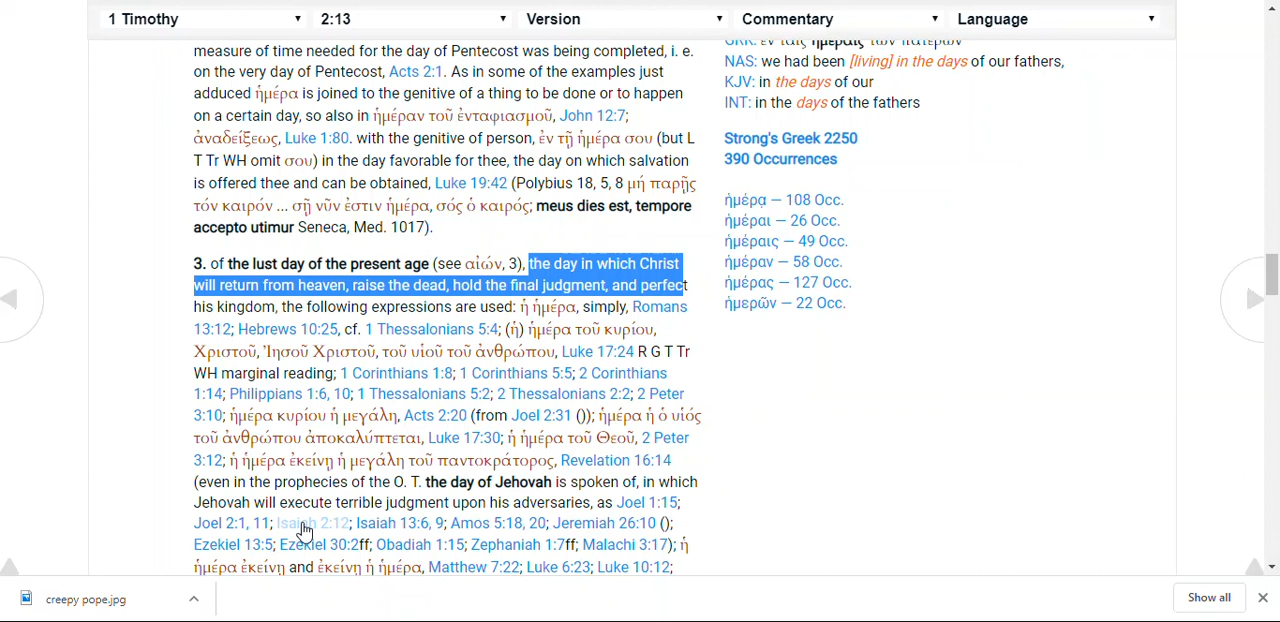 1 Timothy
2:13
Version
Commentary
Language
measure of time needed for the day of Pentecost was being completed, i. e.
on the very day of Pentecost, Acts 2:1. As in some of the examples just
adduced ἡμέρα is joined to the genitive of a thing to be done or to happen
on a certain day, so also in ἡμέραν τοῦ ἐνταφιασμοῦ, John 12:7;
ἀναδείξεως, Luke 1:80. with the genitive of person, ἐν τῇ ἡμέρα σου (but L
T Tr WH omit σου) in the day favorable for thee, the day on which salvation
is offered thee and can be obtained, Luke 19:42 (Polybius 18, 5, 8 μή παρῇς
τόν καιρόν ... σῇ νῦν ἐστιν ἡμέρα, σός ὁ καιρός; meus dies est, tempore
accepto utimur Seneca, Med. 1017).
3. of the lust day of the present age (see αἰών, 3), the day in which Christ
will return from heaven, raise the dead, hold the final judgment, and perfect
his kingdom, the following expressions are used: ἡ ἡμέρα, simply, Romans
13:12; Hebrews 10:25, cf. 1 Thessalonians 5:4; (ἡ) ἡμέρα τοῦ κυρίου,
Χριστοῦ, Ἰησοῦ Χριστοῦ, τοῦ υἱοῦ τοῦ ἀνθρώπου, Luke 17:24 R G T Tr
WH marginal reading; 1 Corinthians 1:8; 1 Corinthians 5:5; 2 Corinthians
1:14; Philippians 1:6, 10; 1 Thessalonians 5:2; 2 Thessalonians 2:2; 2 Peter
3:10; ἡμέρα κυρίου ἡ μεγάλη, Acts 2:20 (from Joel 2:31 ()); ἡμέρα ἡ ὁ υἱός
τοῦ ἀνθρώπου ἀποκαλύπτεται, Luke 17:30; ἡ ἡμέρα τοῦ Θεοῦ, 2 Peter
3:12; ἡ ἡμέρα ἐκείνη ἡ μεγάλη τοῦ παντοκράτορος, Revelation 16:14
(even in the prophecies of the O. T. the day of Jehovah is spoken of, in which
Jehovah will execute terrible judgment upon his adversaries, as Joel 1:15;
Joel 2:1, 11; Isaiah 2:12; Isaiah 13:6, 9; Amos 5:18, 20; Jeremiah 26:10 ();
Ezekiel 13:5; Ezekiel 30:2ff; Obadiah 1:15; Zephaniah 1:7ff; Malachi 3:17); ἡ
ἡμέρα ἐκείνη and ἐκείνη ἡ ἡμέρα, Matthew 7:22; Luke 6:23; Luke 10:12;
GRK: ἐν ταῖς ἡμέραις τῶν πατέρων
NAS: we had been [living] in the days of our fathers,
KJV: in the days of our
INT: in the days of the fathers
Strong's Greek 2250
390 Occurrences
ἡμέρᾳ — 108 Occ.
ἡμέραι — 26 Occ.
ἡμέραις — 49 Occ.
ἡμέραν — 58 Occ.
ἡμέρας — 127 Occ.
ἡμερῶν — 22 Occ.
creepy pope.jpg
Show all